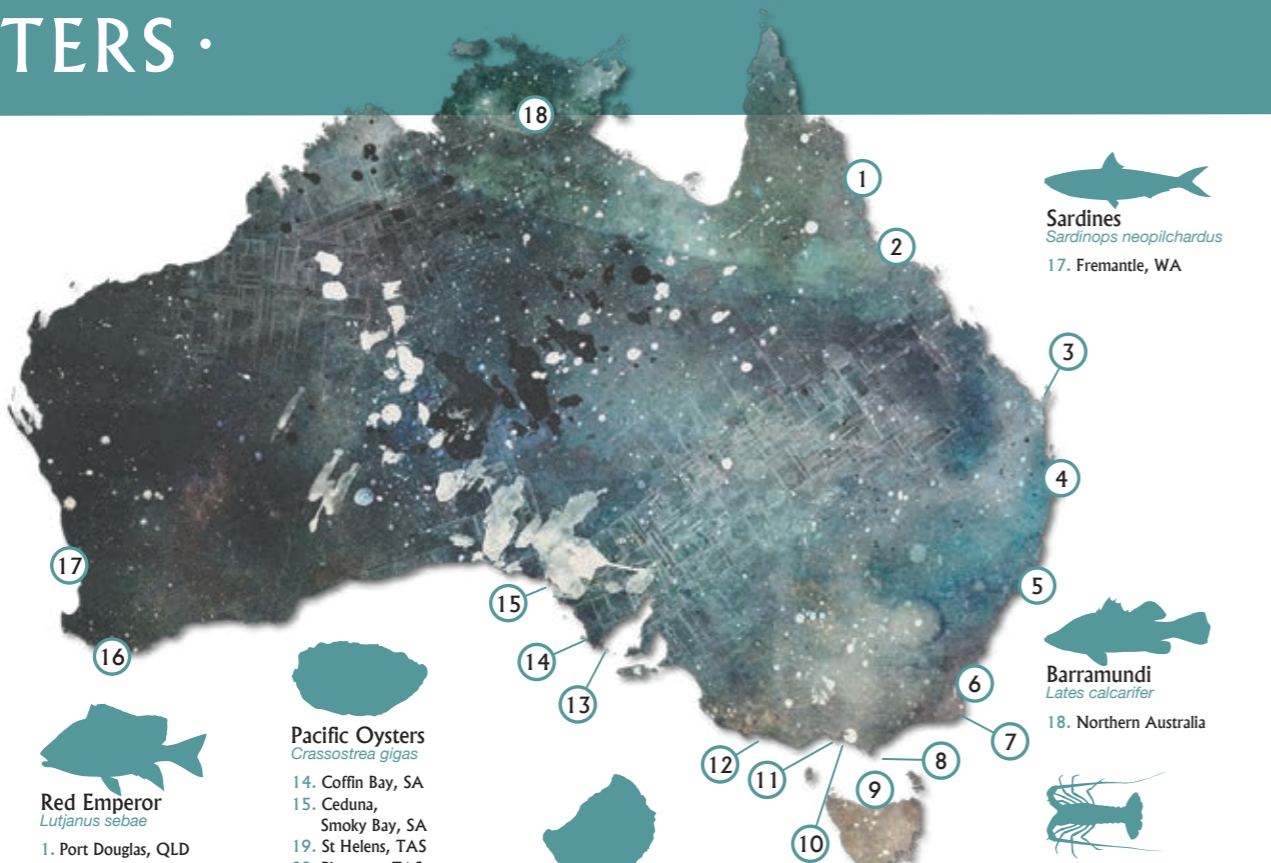 TERS ·
18
1
2
Sardines
Sardinops neopilchardus
17. Fremantle, WA
3
4
17
5
15
16
14
13
6
Barramundi
Lates calcarifer
18. Northern Australia
7
12
11
8
9
10
Red Emperor
Lutjanus sebae
1. Port Douglas, QLD
Pacific Oysters
Crassostrea gigas
14. Coffin Bay, SA
15. Ceduna,
Smoky Bay, SA
19. St Helens, TAS